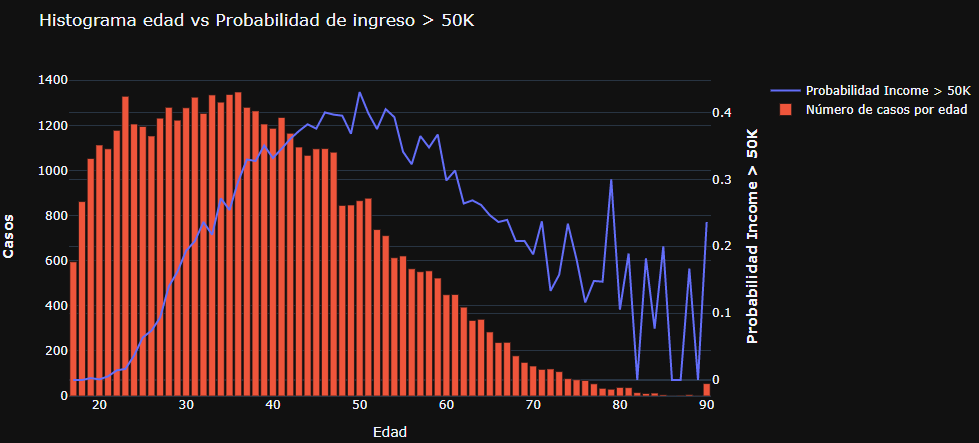 Histograma edad vs Probabilidad de ingreso > 50K
Probabilidad Income > 50K
Número de casos por edad
Casos
1400
1200
1000
800
600
400
200
0
0.4
0.3
0.2
0.1
0
Probabilidad Income > 50K
20 30 40 50 60 70 80 90
Edad